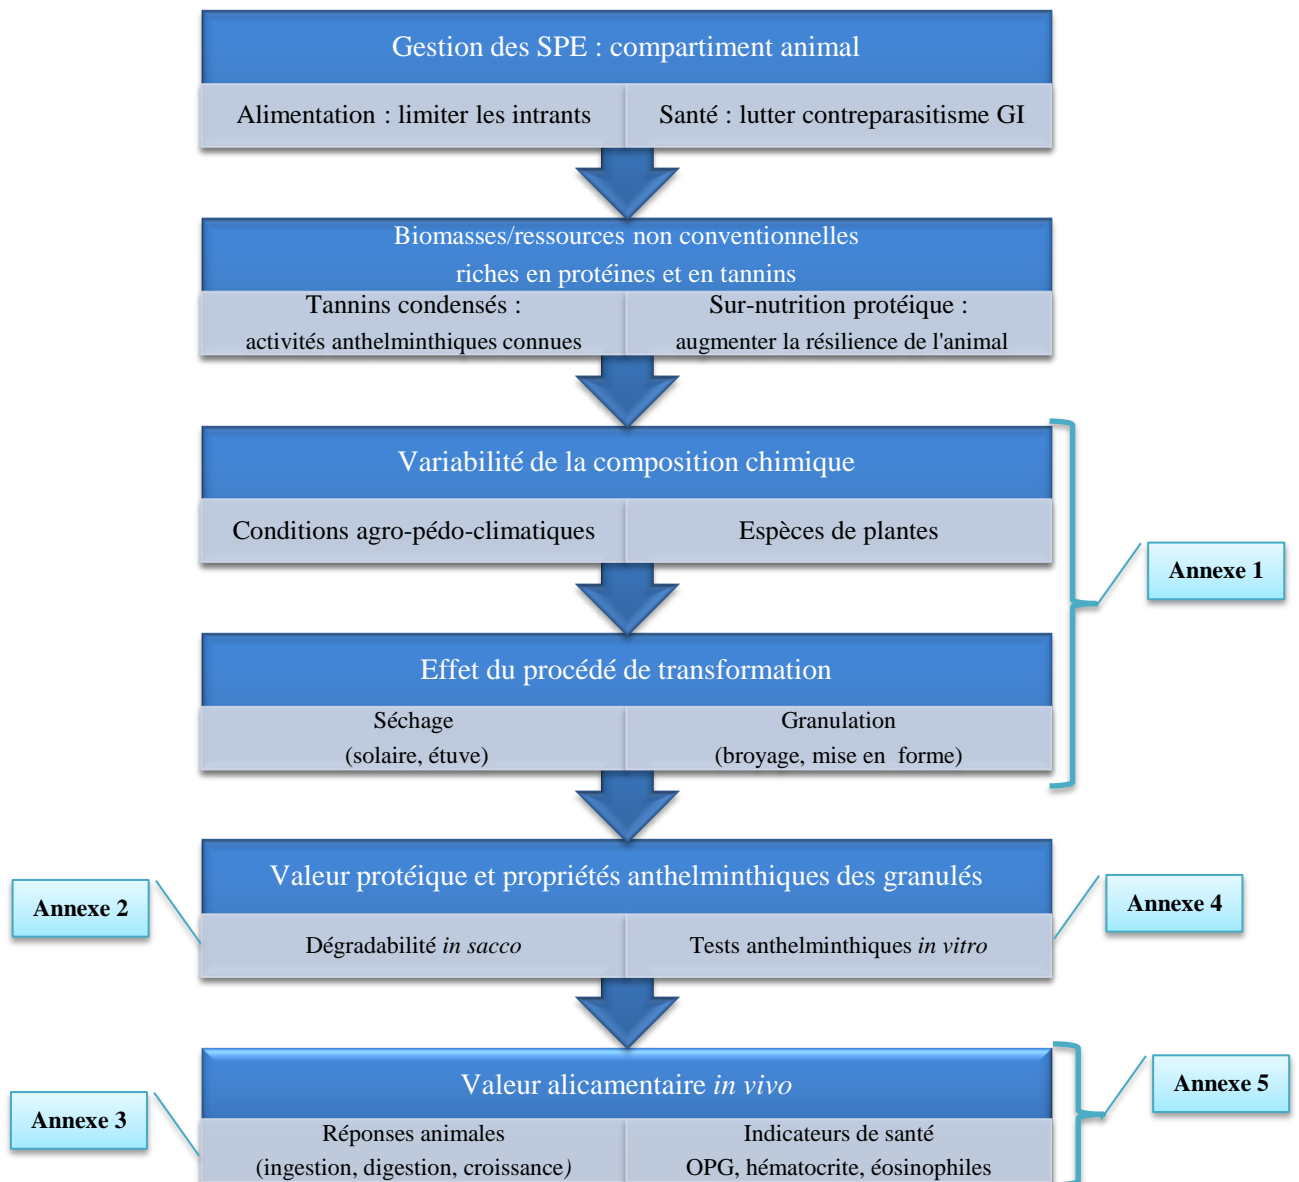 Gestion des SPE : compartiment animal
Alimentation : limiter les intrants
Santé : lutter contreparasitisme GI
Biomasses/ressources non conventionnelles
riches en protéines et en tannins
Tannins condensés :
activités anthelminthiques connues
Sur-nutrition protéique :
augmenter la résilience de l'animal
Variabilité de la composition chimique
Conditions agro-pédo-climatiques
Espèces de plantes
Annexe 1
Effet du procédé de transformation
Séchage
(solaire, étuve)
Granulation
(broyage, mise en forme)
Valeur protéique et propriétés anthelminthiques des granulés
Annexe 2
Dégradabilité in sacco
Tests anthelminthiques in vitro
Annexe 4
Valeur alicamentaire in vivo
Annexe 5
Annexe 3
Réponses animales
(ingestion, digestion, croissance)
Indicateurs de santé
OPG, hématocrite, éosinophiles